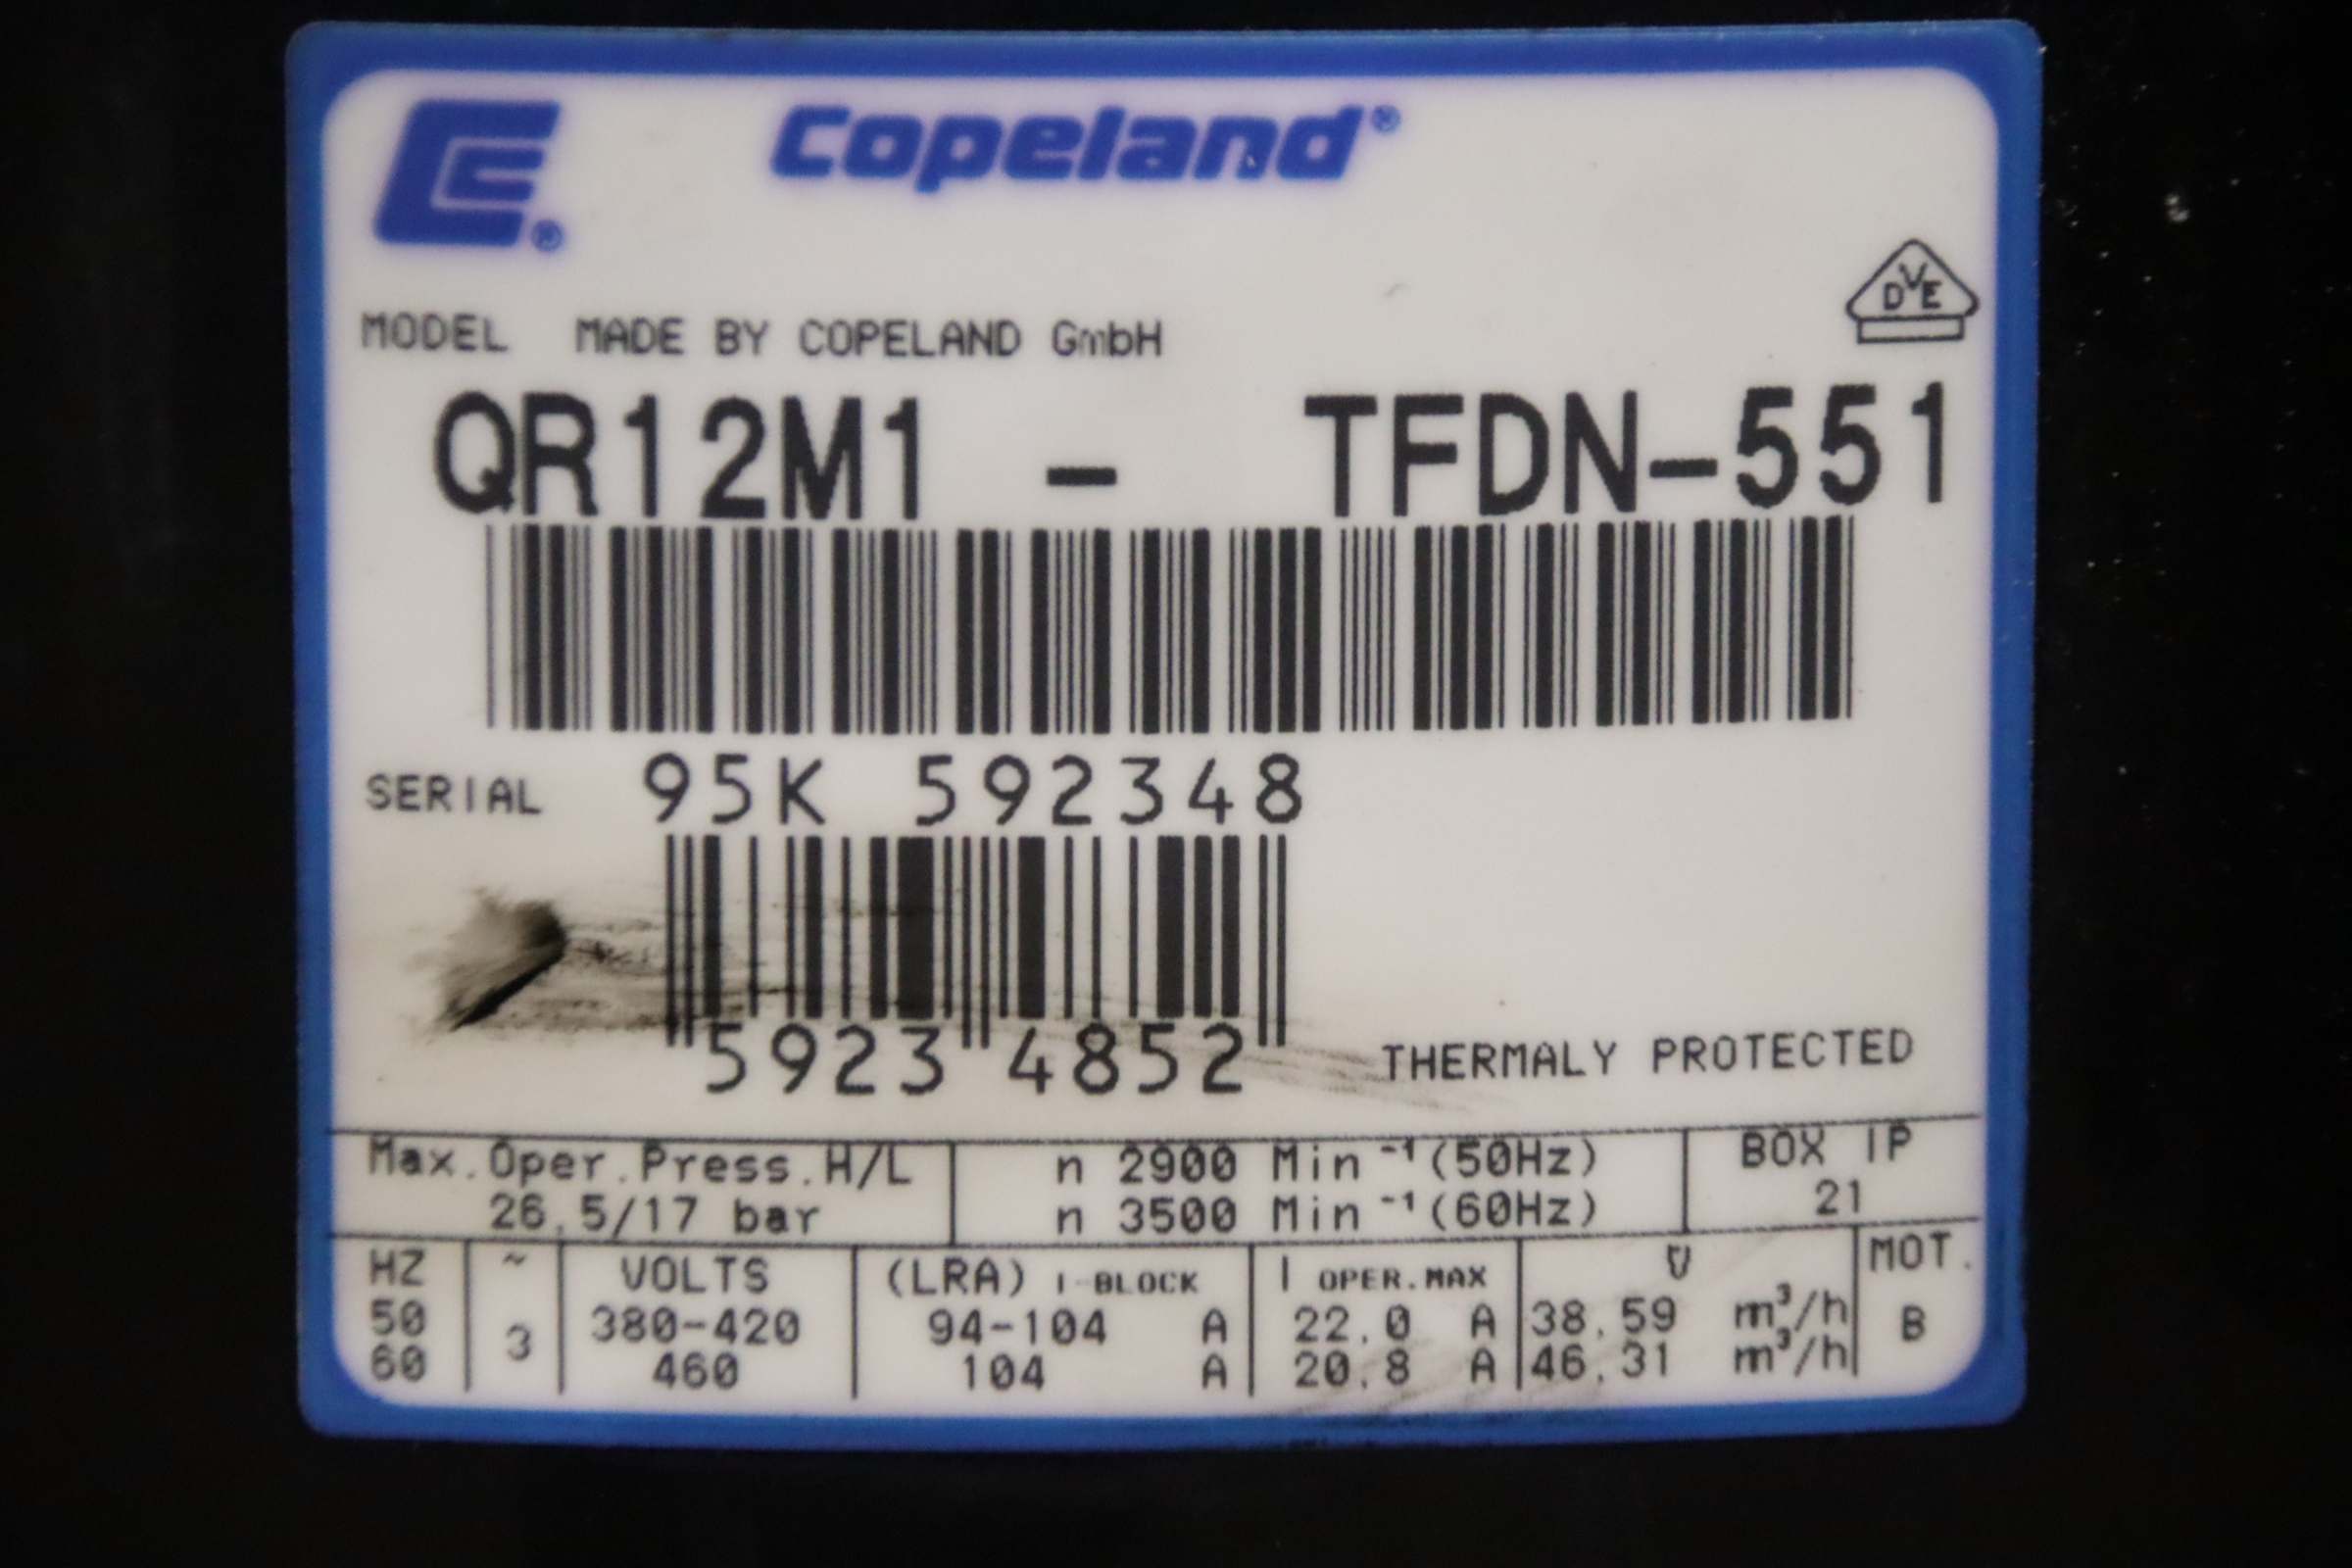 Copeland®
®
VDE
MODEL MADE BY COPELAND GmbH
QR12M1 - TFDN-551
SERIAL 95K 592348
5923 4852
THERMALY PROTECTED
Max.Oper.Press.H/L n 2900 Min⁻¹(50Hz) BOX IP
26,5/17 bar n 3500 Min⁻¹(60Hz) 21
HZ ~ VOLTS (LRA) I-BLOCK I OPER.MAX V MOT.
50 3 380-420 94-104 A 22,0 A 38,59 m³/h B
60 460 104 A 20,8 A 46,31 m³/h